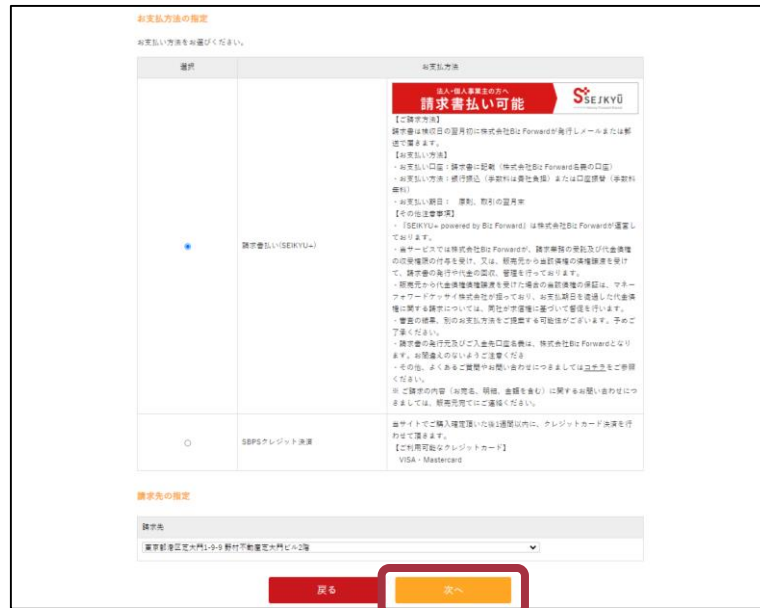 お支払方法の指定
お支払い方法をお選びください。
選択
お支払方法
法人・個人事業主の方へ
請求書払い可能
SEIKYŪ
請求書払い(SEIKYU+)
【ご請求方法】
請求書は検収日の翌月初に株式会社Biz Forwardが発行しメールまたは郵
送で届きます。
【お支払い方法】
・お支払い口座：請求書に記載（株式会社Biz Forward名義の口座）
・お支払い方法：銀行振込（手数料は貴社負担）または口座振替（手数料
無料）
・お支払い期日： 原則、取引の翌月末
【その他注意事項】
・「SEIKYU+ powered by Biz Forward」は株式会社Biz Forwardが運営し
ております。
・当サービスでは株式会社Biz Forwardが、請求業務の受託及び代金債権
の収受権限の付与を受け、又は、販売元から当該債権の債権譲渡を受け
て、請求書の発行や代金の回収、管理を行っております。
・販売元から代金債権債権譲渡を受けた場合の当該債権の保証は、マネー
フォワードケッサイ株式会社が担っており、お支払期日を徒過した代金債
権に関する請求については、同社が求償権に基づいて督促を行います。
・審査の結果、別のお支払方法をご提案する可能性がございます。予めご
了承ください。
・請求書の発行元及びご入金先口座名義は、株式会社Biz Forwardとなり
ます。お間違えのないようご注意くださ
・その他、よくあるご質問やお問い合わせにつきましてはコチラをご参照
ください。
※ ご請求の内容（お宛名、明細、金額を含む）に関するお問い合わせにつ
きましては、販売元宛てにご連絡ください。
SBPSクレジット決済
当サイトでご購入確定頂いた後1週間以内に、クレジットカード決済を行
わせて頂きます。
【ご利用可能なクレジットカード】
VISA・Mastercard
請求先の指定
請求先
東京都港区芝大門1-9-9 野村不動産芝大門ビル2階
戻る
次へ